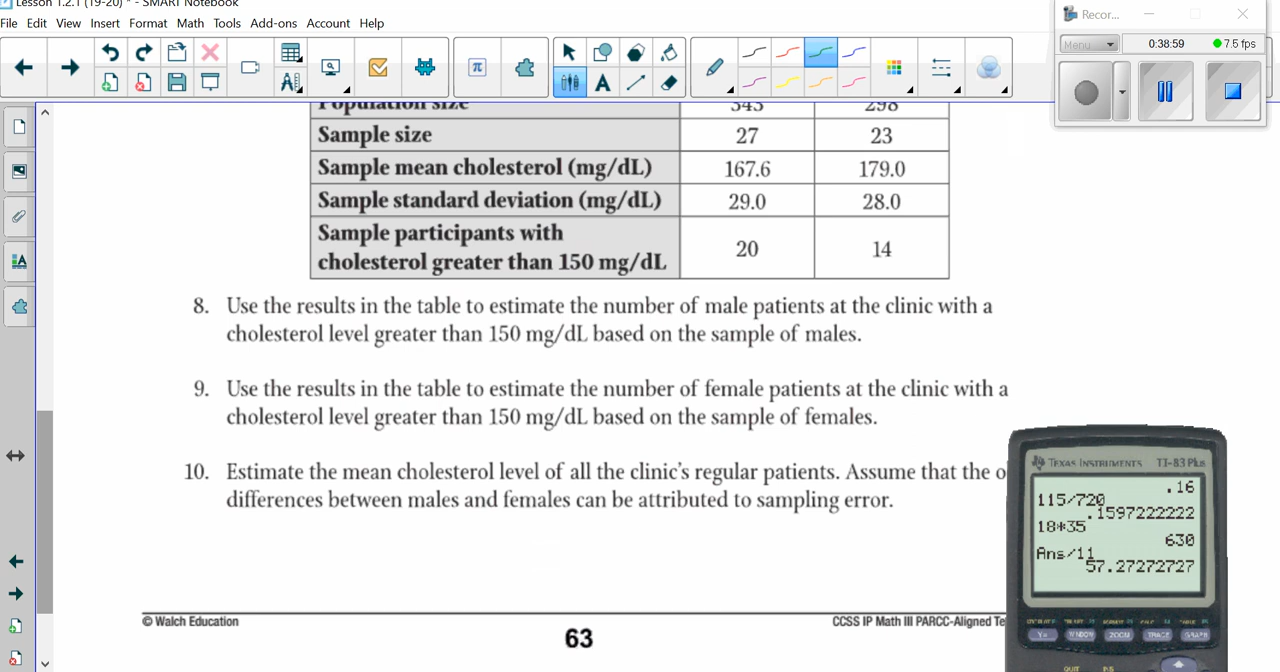 Lesson 1.2.1 (19-20) * - SMART Notebook
File Edit View Insert Format Math Tools Add-ons Account Help
Recor...
Menu 0:38:59 7.5 fps
Population size 345 298
Sample size 27 23
Sample mean cholesterol (mg/dL) 167.6 179.0
Sample standard deviation (mg/dL) 29.0 28.0
Sample participants with
cholesterol greater than 150 mg/dL 20 14
8. Use the results in the table to estimate the number of male patients at the clinic with a
cholesterol level greater than 150 mg/dL based on the sample of males.
9. Use the results in the table to estimate the number of female patients at the clinic with a
cholesterol level greater than 150 mg/dL based on the sample of females.
10. Estimate the mean cholesterol level of all the clinic's regular patients. Assume that the o
differences between males and females can be attributed to sampling error.
TEXAS INSTRUMENTS TI-83 Plus
.16
115/720
.1597222222
18*35
630
Ans/11
57.27272727
Y= WINDOW ZOOM TRACE GRAPH
QUIT INS
© Walch Education
CCSS IP Math III PARCC-Aligned Te
63